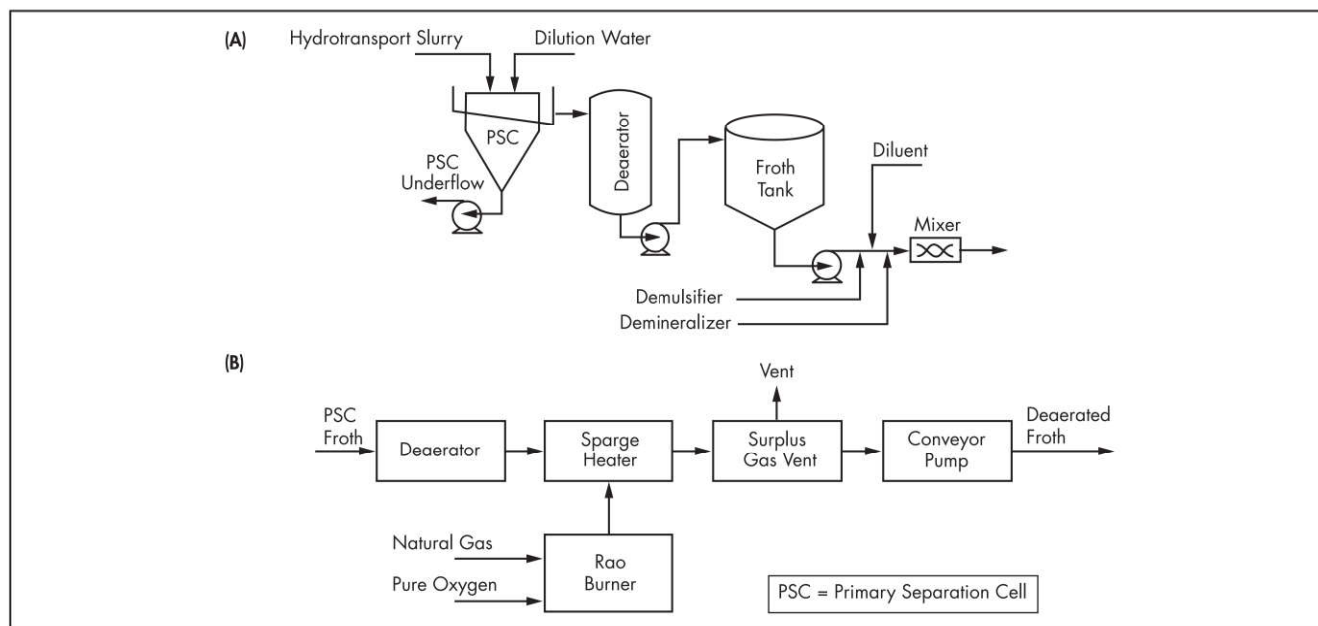 (A)
Hydrotransport Slurry
Dilution Water
PSC
PSC
Underflow
Deaerator
Froth
Tank
Diluent
Mixer
Demulsifier
Demineralizer
(B)
Vent
PSC
Froth
Deaerator
Sparge
Heater
Surplus
Gas Vent
Conveyor
Pump
Deaerated
Froth
Natural Gas
Pure Oxygen
Rao
Burner
PSC = Primary Separation Cell